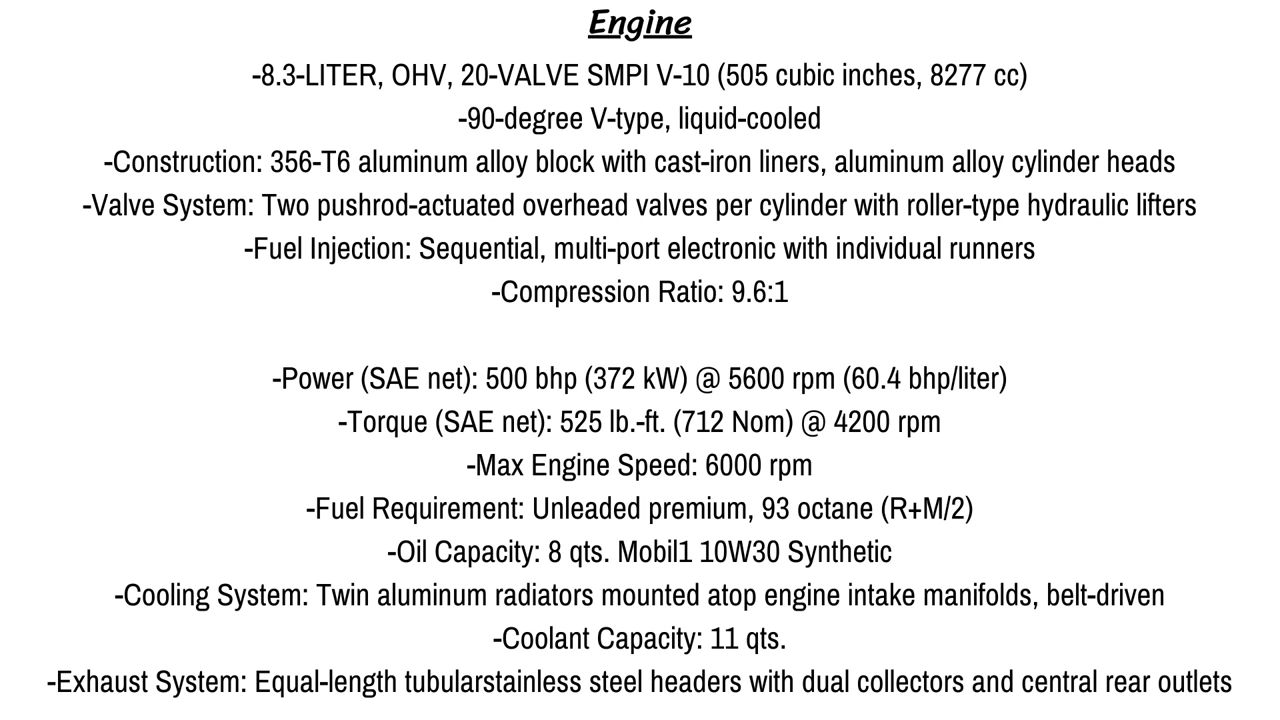 Engine
-8.3-LITER, OHV, 20-VALVE SMPI V-10 (505 cubic inches, 8277 cc)
-90-degree V-type, liquid-cooled
-Construction: 356-T6 aluminum alloy block with cast-iron liners, aluminum alloy cylinder heads
-Valve System: Two pushrod-actuated overhead valves per cylinder with roller-type hydraulic lifters
-Fuel Injection: Sequential, multi-port electronic with individual runners
-Compression Ratio: 9.6:1
-Power (SAE net): 500 bhp (372 kW) @ 5600 rpm (60.4 bhp/liter)
-Torque (SAE net): 525 lb.-ft. (712 Nom) @ 4200 rpm
-Max Engine Speed: 6000 rpm
-Fuel Requirement: Unleaded premium, 93 octane (R+M/2)
-Oil Capacity: 8 qts. Mobil1 10W30 Synthetic
-Cooling System: Twin aluminum radiators mounted atop engine intake manifolds, belt-driven
-Coolant Capacity: 11 qts.
-Exhaust System: Equal-length tubularstainless steel headers with dual collectors and central rear outlets